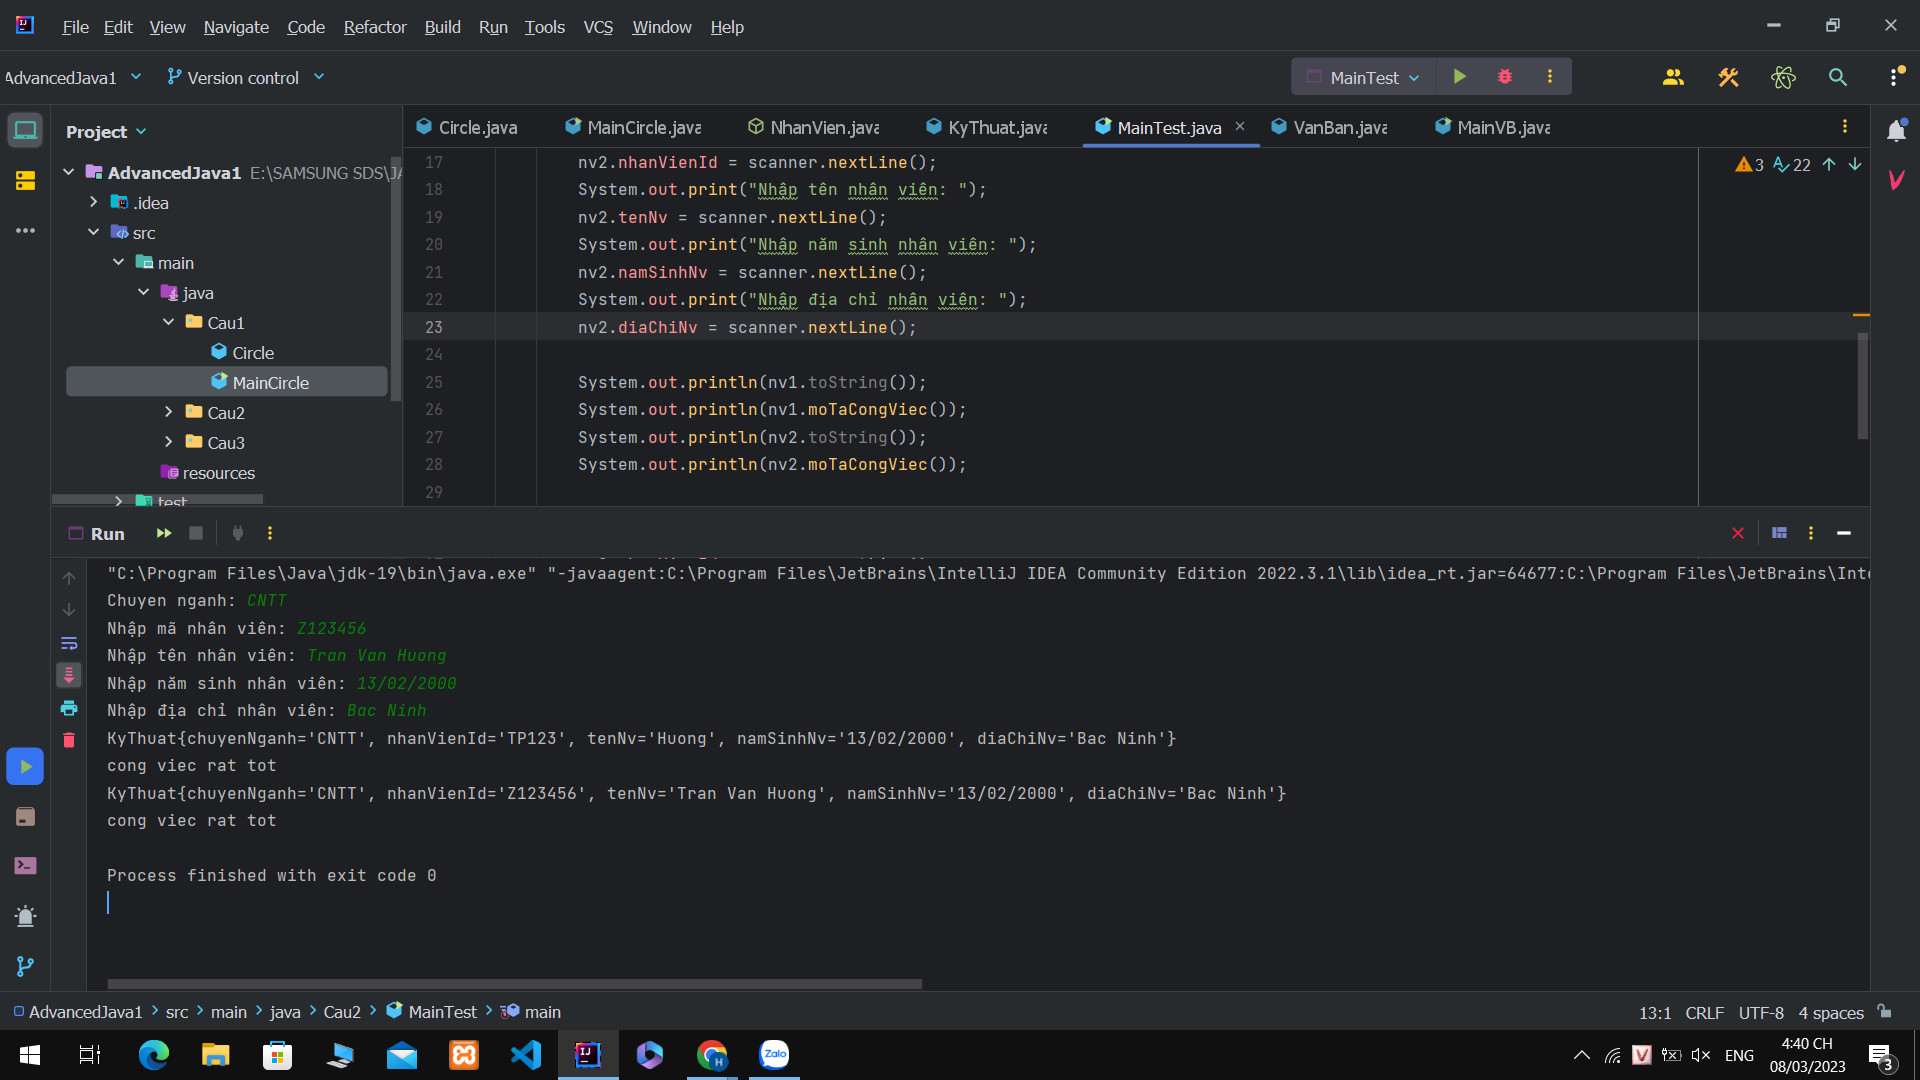 File Edit View Navigate Code Refactor Build Run Tools VCS Window Help
AdvancedJava1 Version control MainTest
Project
Circle.java MainCircle.java NhanVien.java KyThuat.java MainTest.java VanBan.java MainVB.java
AdvancedJava1 E:\SAMSUNG SDS\JA
.idea
src
main
java
Cau1
Circle
MainCircle
Cau2
Cau3
resources
test
3 22
17 nv2.nhanVienId = scanner.nextLine();
18 System.out.print("Nhập tên nhân viên: ");
19 nv2.tenNv = scanner.nextLine();
20 System.out.print("Nhập năm sinh nhân viên: ");
21 nv2.namSinhNv = scanner.nextLine();
22 System.out.print("Nhập địa chỉ nhân viên: ");
23 nv2.diaChiNv = scanner.nextLine();
24
25 System.out.println(nv1.toString());
26 System.out.println(nv1.moTaCongViec());
27 System.out.println(nv2.toString());
28 System.out.println(nv2.moTaCongViec());
29
Run
"C:\Program Files\Java\jdk-19\bin\java.exe" "-javaagent:C:\Program Files\JetBrains\IntelliJ IDEA Community Edition 2022.3.1\lib\idea_rt.jar=64677:C:\Program Files\JetBrains\Inte
Chuyen nganh: CNTT
Nhập mã nhân viên: Z123456
Nhập tên nhân viên: Tran Van Huong
Nhập năm sinh nhân viên: 13/02/2000
Nhập địa chỉ nhân viên: Bac Ninh
KyThuat{chuyenNganh='CNTT', nhanVienId='TP123', tenNv='Huong', namSinhNv='13/02/2000', diaChiNv='Bac Ninh'}
cong viec rat tot
KyThuat{chuyenNganh='CNTT', nhanVienId='Z123456', tenNv='Tran Van Huong', namSinhNv='13/02/2000', diaChiNv='Bac Ninh'}
cong viec rat tot
Process finished with exit code 0
AdvancedJava1 src main java Cau2 MainTest main
13:1 CRLF UTF-8 4 spaces
Zalo
ENG
4:40 CH
08/03/2023
3